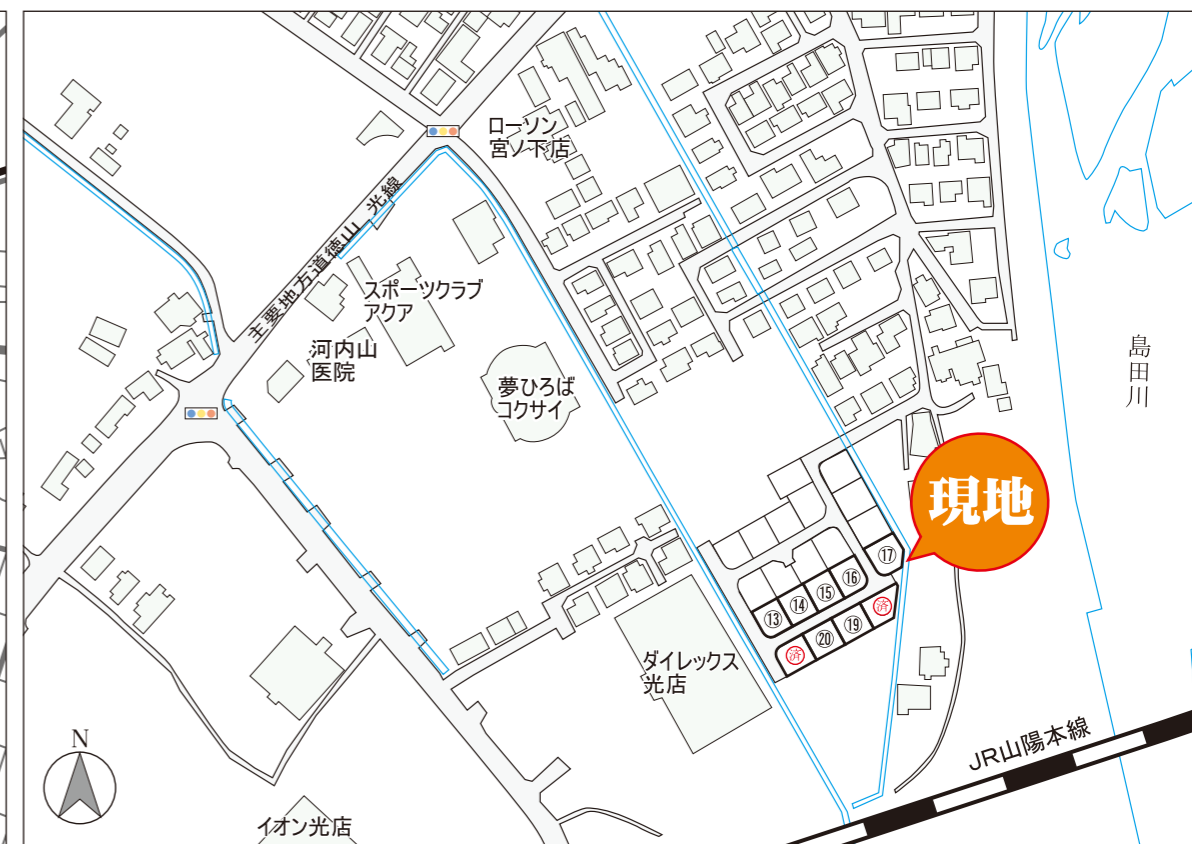 ローソン
宮ノ下店
主要地方道徳山 光線
スポーツクラブ
アクア
河内山
医院
夢ひろば
コクサイ
島田川
現地
⑰
⑯
⑮
⑭
⑬
済
⑲
⑳
済
ダイレックス
光店
JR山陽本線
N
イオン光店